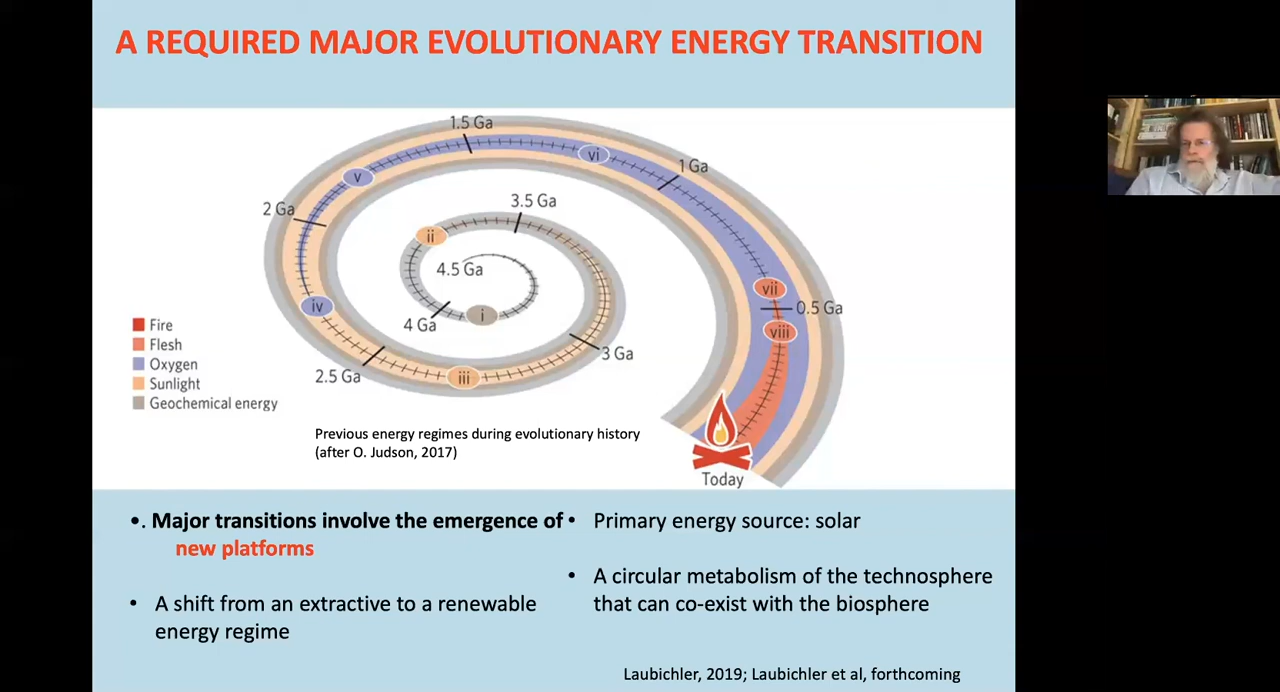 A REQUIRED MAJOR EVOLUTIONARY ENERGY TRANSITION
1.5 Ga
vi
1 Ga
v
2 Ga
3.5 Ga
ii
4.5 Ga
vii
iv
i
0.5 Ga
4 Ga
viii
3 Ga
iii
2.5 Ga
Fire
Flesh
Oxygen
Sunlight
Geochemical energy
Previous energy regimes during evolutionary history
(after O. Judson, 2017)
Today
•. Major transitions involve the emergence of
new platforms
• A shift from an extractive to a renewable
energy regime
• Primary energy source: solar
• A circular metabolism of the technosphere
that can co-exist with the biosphere
Laubichler, 2019; Laubichler et al, forthcoming